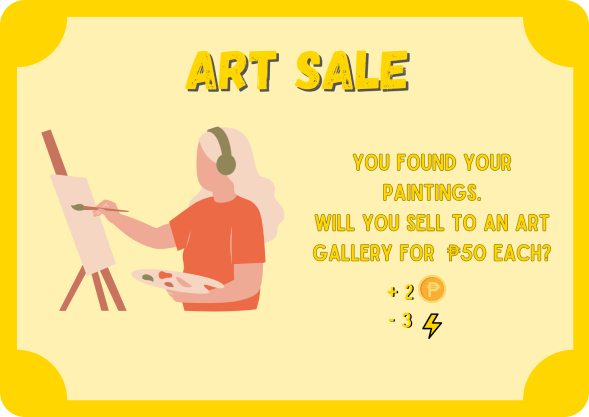 ART SALE
YOU FOUND YOUR
PAINTINGS.
WILL YOU SELL TO AN ART
GALLERY FOR ₱50 EACH?
+ 2 ₱
- 3